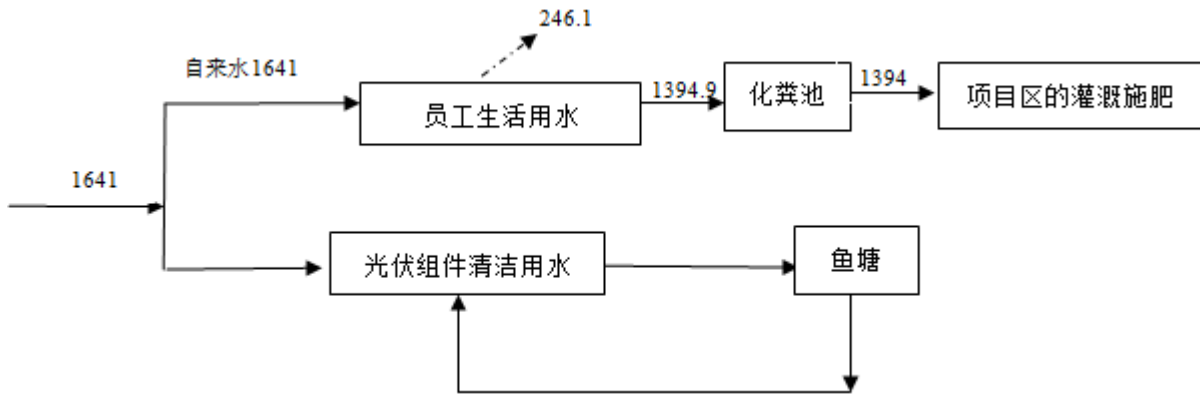 246.1
自来水1641
员工生活用水
1394.9
化粪池
1394
项目区的灌溉施肥
1641
光伏组件清洁用水
鱼塘